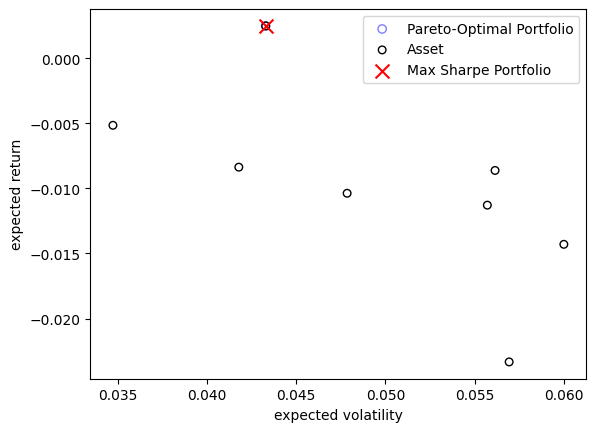 Pareto-Optimal Portfolio
Asset
Max Sharpe Portfolio
expected return
0.000
−0.005
−0.010
−0.015
−0.020
0.035 0.040 0.045 0.050 0.055 0.060
expected volatility